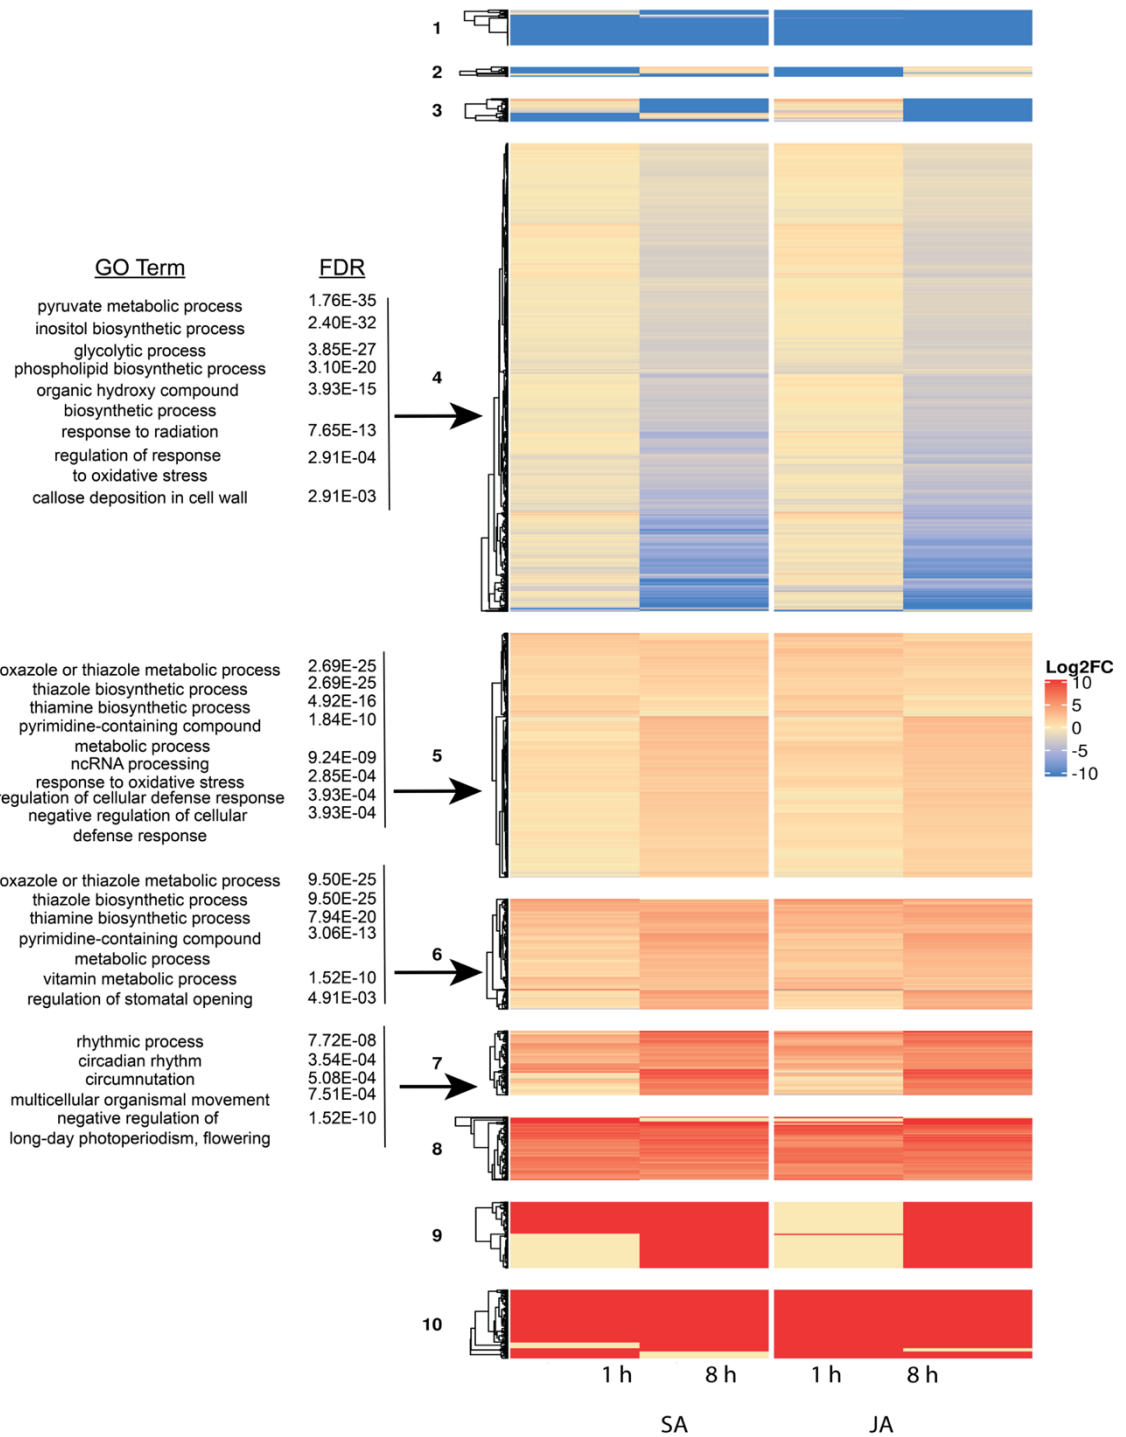 1
2
3
GO Term FDR
pyruvate metabolic process 1.76E-35
inositol biosynthetic process 2.40E-32
glycolytic process 3.85E-27
phospholipid biosynthetic process 3.10E-20
4
organic hydroxy compound 3.93E-15
biosynthetic process
response to radiation 7.65E-13
regulation of response 2.91E-04
to oxidative stress
callose deposition in cell wall 2.91E-03
oxazole or thiazole metabolic process 2.69E-25
thiazole biosynthetic process 2.69E-25
thiamine biosynthetic process 4.92E-16
pyrimidine-containing compound 1.84E-10
metabolic process
ncRNA processing 9.24E-09
5
response to oxidative stress 2.85E-04
regulation of cellular defense response 3.93E-04
negative regulation of cellular 3.93E-04
defense response
Log2FC
10
5
0
-5
-10
oxazole or thiazole metabolic process 9.50E-25
thiazole biosynthetic process 9.50E-25
thiamine biosynthetic process 7.94E-20
pyrimidine-containing compound 3.06E-13
metabolic process
6
vitamin metabolic process 1.52E-10
regulation of stomatal opening 4.91E-03
rhythmic process 7.72E-08
circadian rhythm 3.54E-04
7
circumnutation 5.08E-04
multicellular organismal movement 7.51E-04
negative regulation of 1.52E-10
long-day photoperiodism, flowering
8
9
10
1 h 8 h 1 h 8 h
SA JA